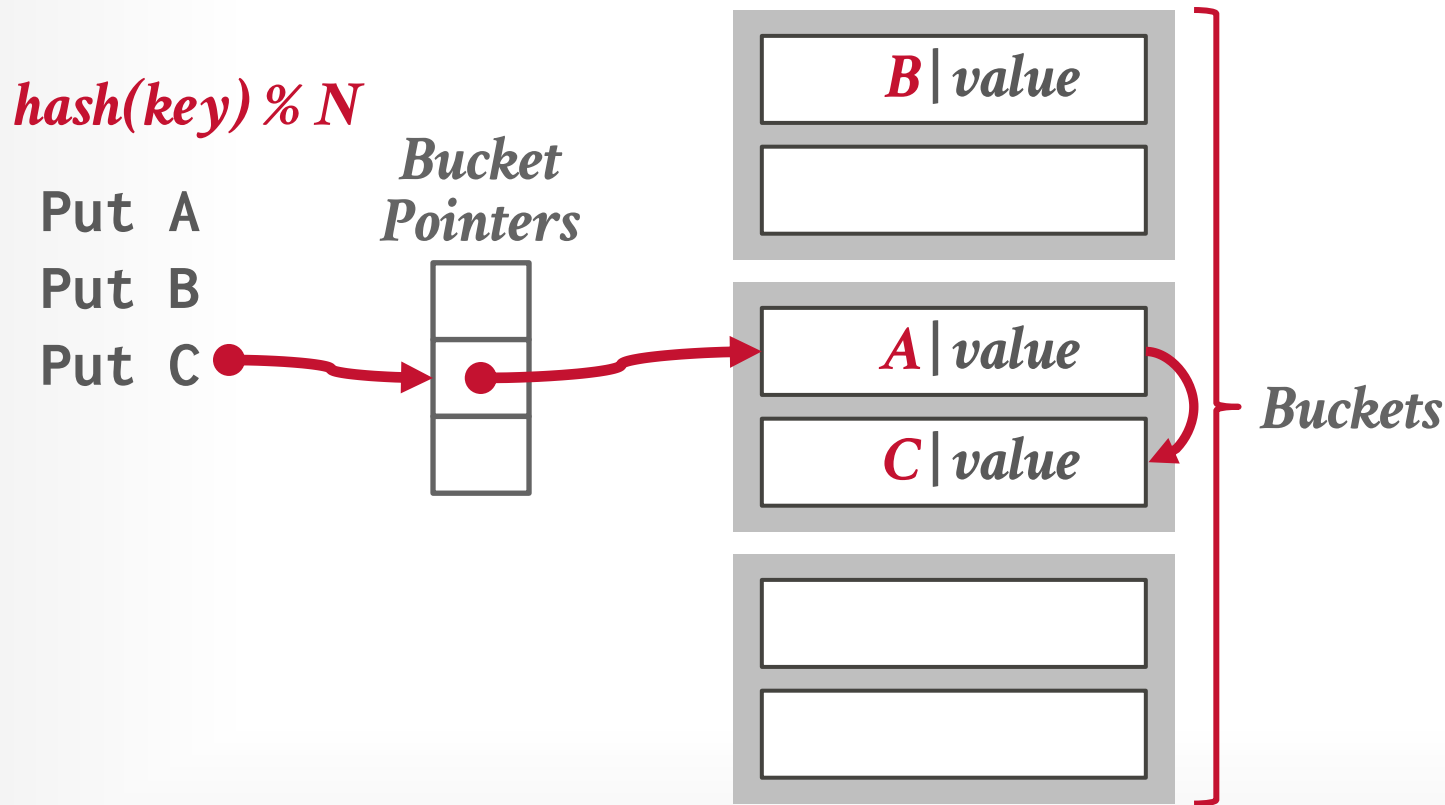 hash(key) % N
Put A
Put B
Put C
Bucket
Pointers
B|value
A|value
C|value
Buckets